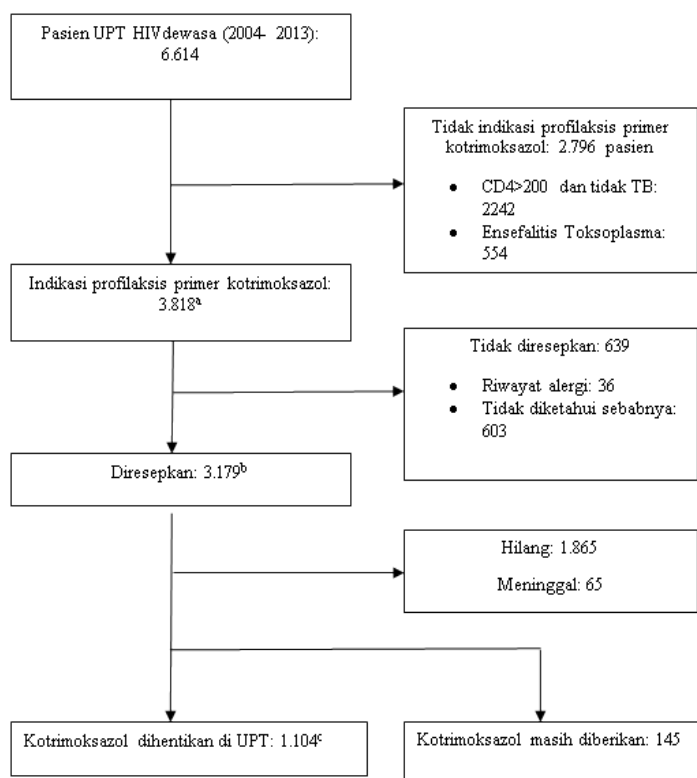 Pasien UPT HIV dewasa (2004- 2013):
6.614
Tidak indikasi profilaksis primer
kotrimoksazol: 2.796 pasien
• CD4>200 dan tidak TB:
2242
• Ensefalitis Toksoplasma:
554
Indikasi profilaksis primer kotrimoksazol:
3.818ᵃ
Tidak diresepkan: 639
• Riwayat alergi: 36
• Tidak diketahui sebabnya:
603
Diresepkan: 3.179ᵇ
Hilang: 1.865
Meninggal: 65
Kotrimoksazol dihentikan di UPT: 1.104ᶜ
Kotrimoksazol masih diberikan: 145